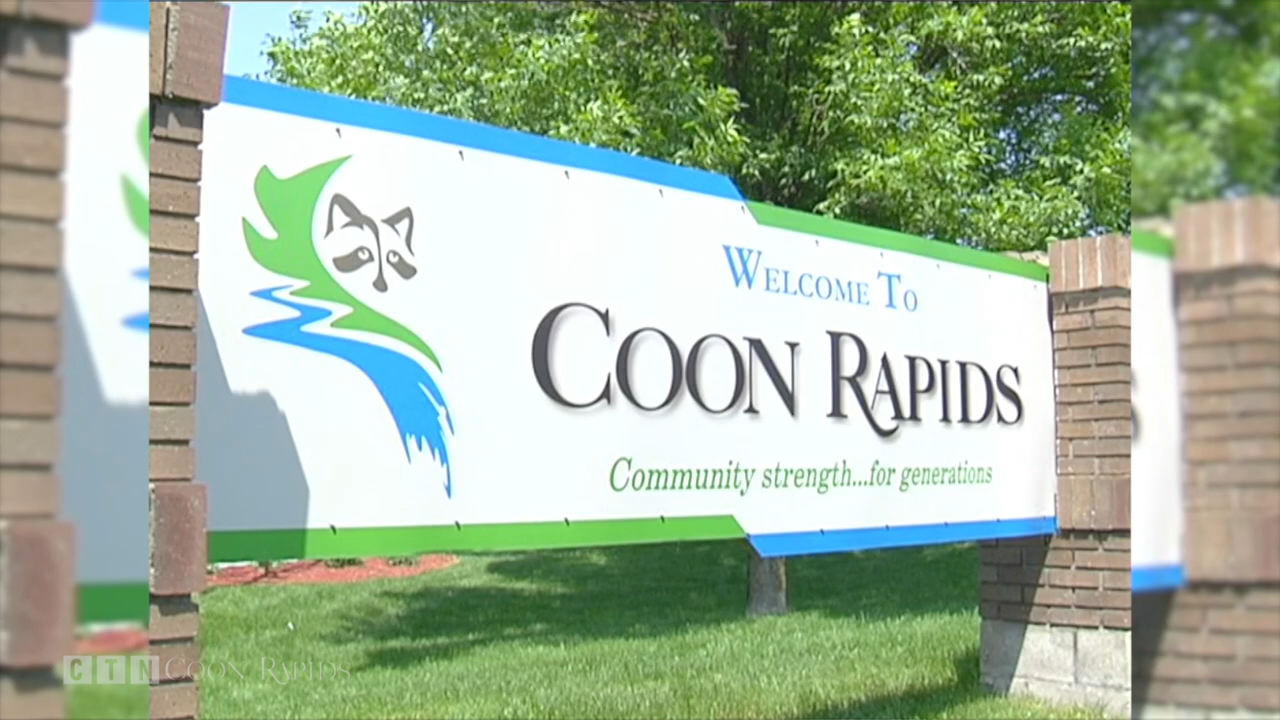 Welcome To
Coon Rapids
Community strength...for generations
CTN Coon Rapids